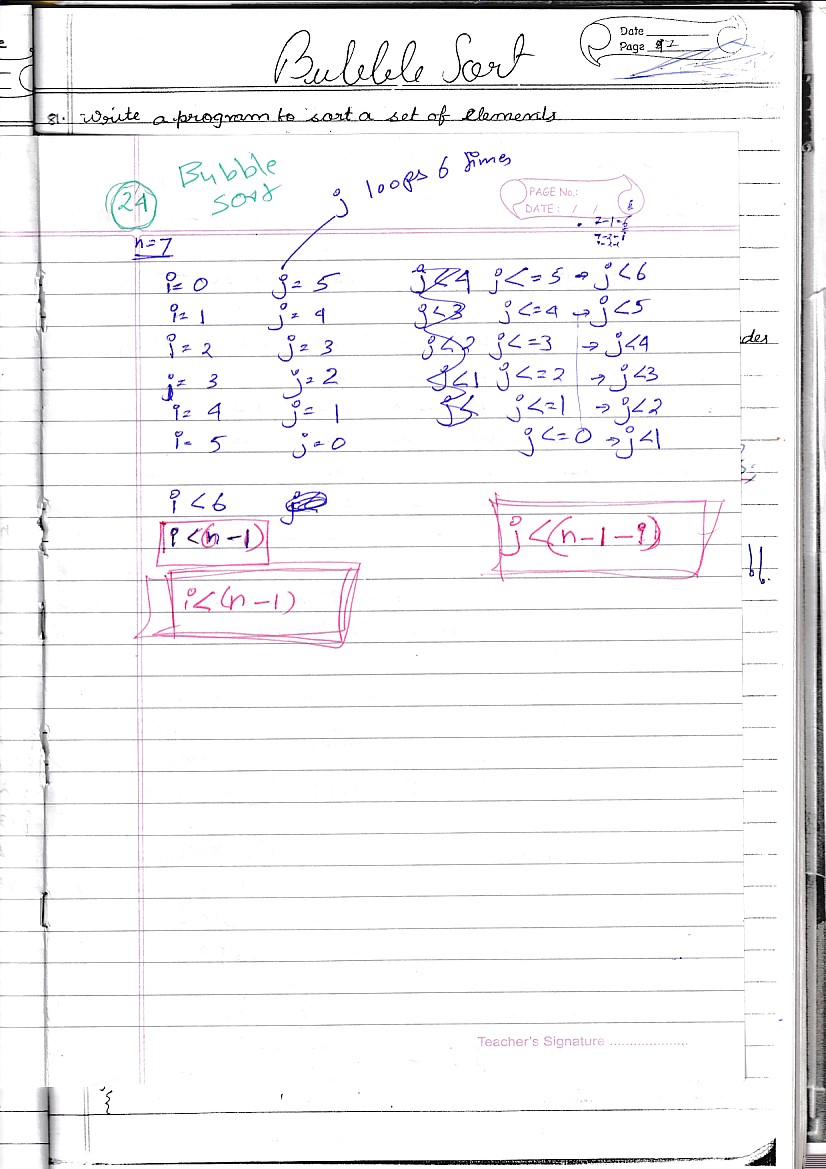 Bubble Sort
Date
Page
81. Write a program to sort a set of elements
24
Bubble
sort
j loops 6 times
PAGE No.:
DATE: / /
n=7
i=0 j=5 j<4 j<=5 → j<6
i=1 j=4 j<3 j<=4 → j<5
i=2 j=3 j<2 j<=3 → j<4
i=3 j=2 j<1 j<=2 → j<3
i=4 j=1 j< j<=1 → j<2
i=5 j=0 j<=0 → j<1
i<6
i<(n-1) j<(n-1-i)
i<(n-1)
Teacher's Signature ....................
}